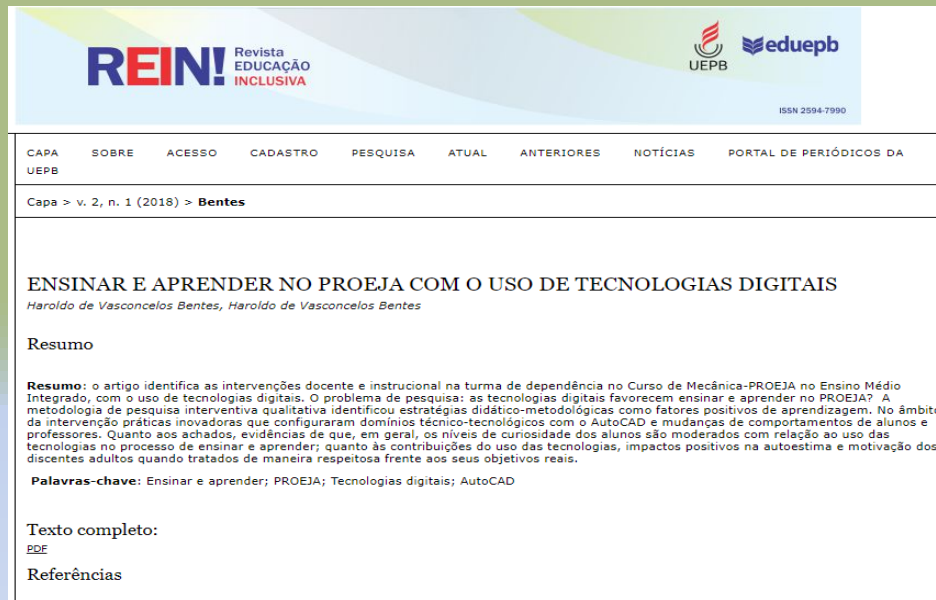 REIN! Revista EDUCAÇÃO INCLUSIVA
UEPB
eduepb
ISSN 2594-7990
CAPA SOBRE ACESSO CADASTRO PESQUISA ATUAL ANTERIORES NOTÍCIAS PORTAL DE PERIÓDICOS DA
UEPB
Capa > v. 2, n. 1 (2018) > Bentes
ENSINAR E APRENDER NO PROEJA COM O USO DE TECNOLOGIAS DIGITAIS
Haroldo de Vasconcelos Bentes, Haroldo de Vasconcelos Bentes
Resumo
Resumo: o artigo identifica as intervenções docente e instrucional na turma de dependência no Curso de Mecânica-PROEJA no Ensino Médio
Integrado, com o uso de tecnologias digitais. O problema de pesquisa: as tecnologias digitais favorecem ensinar e aprender no PROEJA? A
metodologia de pesquisa interventiva qualitativa identificou estratégias didático-metodológicas como fatores positivos de aprendizagem. No âmbito
da intervenção práticas inovadoras que configuraram domínios técnico-tecnológicos com o AutoCAD e mudanças de comportamentos de alunos e
professores. Quanto aos achados, evidências de que, em geral, os níveis de curiosidade dos alunos são moderados com relação ao uso das
tecnologias no processo de ensinar e aprender; quanto às contribuições do uso das tecnologias, impactos positivos na autoestima e motivação dos
discentes adultos quando tratados de maneira respeitosa frente aos seus objetivos reais.
Palavras-chave: Ensinar e aprender; PROEJA; Tecnologias digitais; AutoCAD
Texto completo:
PDF
Referências